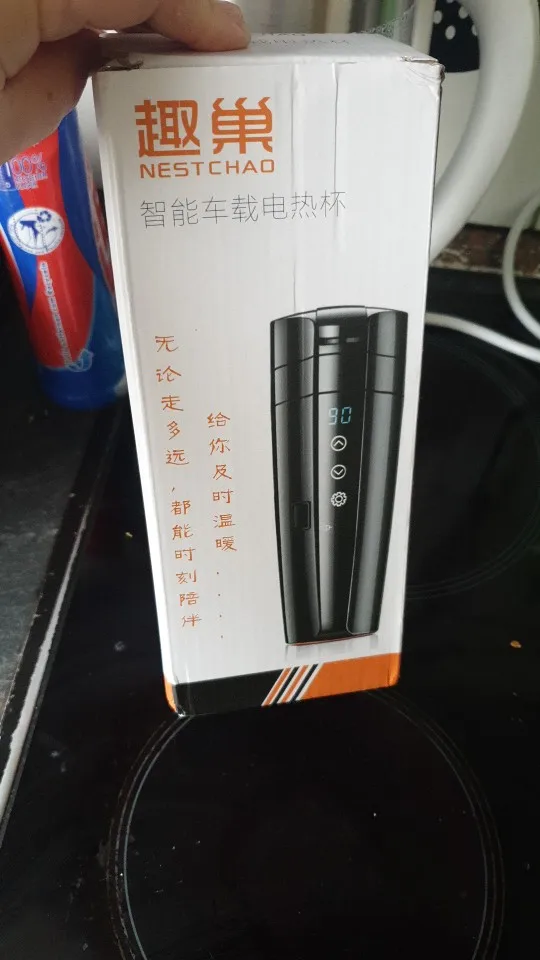 趣巢
NESTCHAO
智能车载电热杯
无论走多远，都能时刻陪伴
给你及时温暖....
90
100%